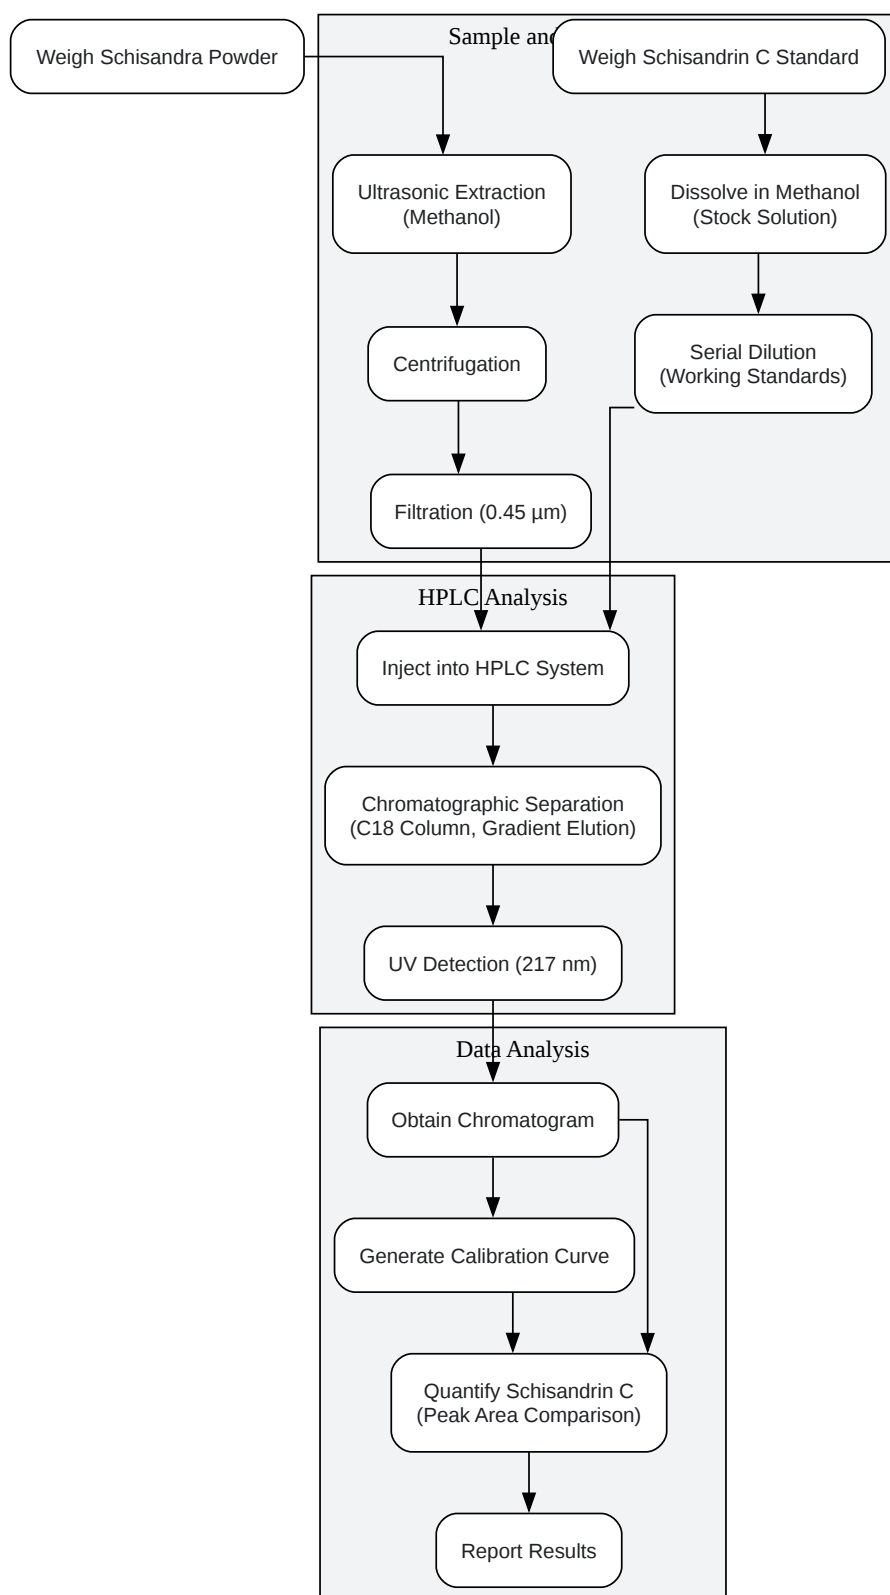 Weigh Schisandra Powder
Sample and
Weigh Schisandrin C Standard
Ultrasonic Extraction
(Methanol)
Dissolve in Methanol
(Stock Solution)
Centrifugation
Serial Dilution
(Working Standards)
Filtration (0.45 µm)
HPLC Analysis
Inject into HPLC System
Chromatographic Separation
(C18 Column, Gradient Elution)
UV Detection (217 nm)
Data Analysis
Obtain Chromatogram
Generate Calibration Curve
Quantify Schisandrin C
(Peak Area Comparison)
Report Results